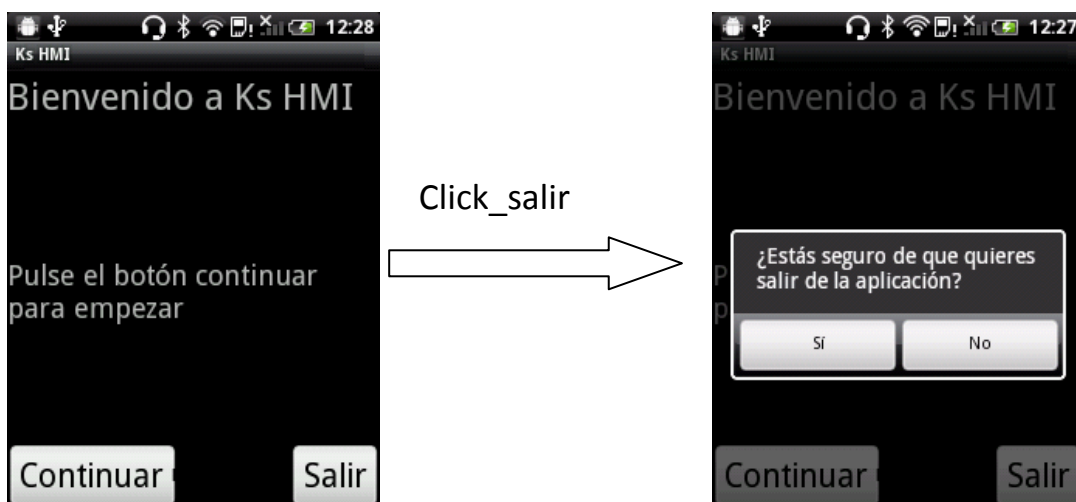 12:28
Ks HMI
Bienvenido a Ks HMI
Pulse el botón continuar
para empezar
Continuar
Salir
Click_salir
12:27
Ks HMI
Bienvenido a Ks HMI
¿Estás seguro de que quieres
salir de la aplicación?
Sí
No
P
p
Continuar
Salir